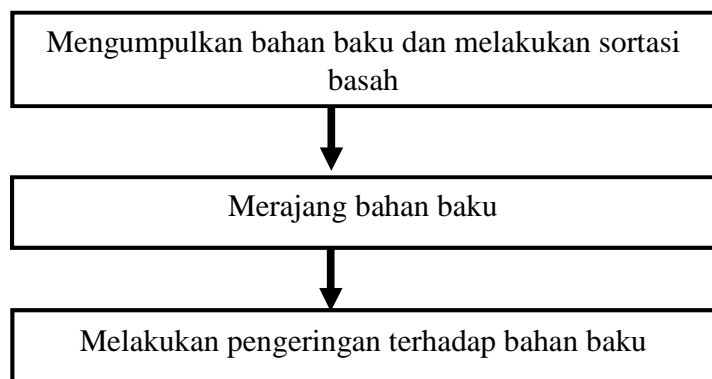 Mengumpulkan bahan baku dan melakukan sortasi
basah
Merajang bahan baku
Melakukan pengeringan terhadap bahan baku